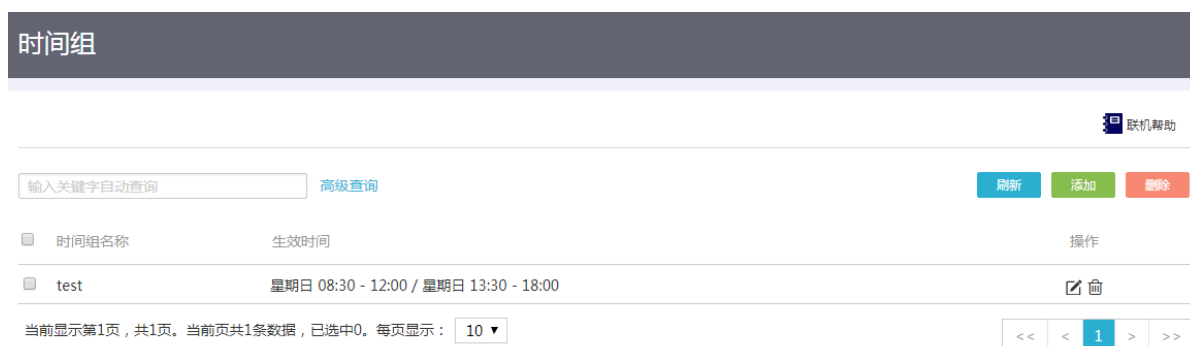 时间组
联机帮助
输入关键字自动查询 高级查询 刷新 添加 删除
时间组名称 生效时间 操作
test 星期日 08:30 - 12:00 / 星期日 13:30 - 18:00
当前显示第1页，共1页。当前页共1条数据，已选中0。每页显示： 10 ▼ << < 1 > >>